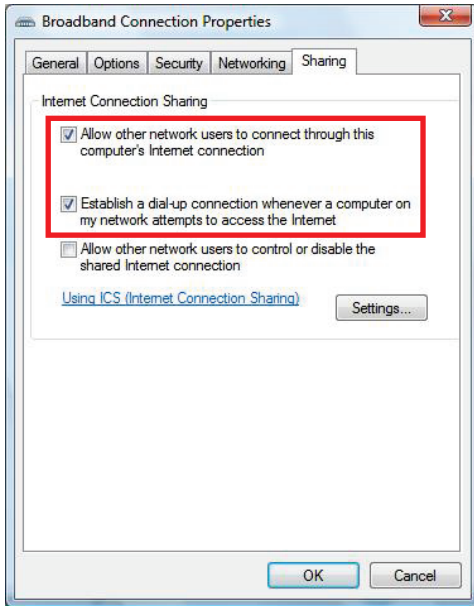 Broadband Connection Properties
General Options Security Networking Sharing
Internet Connection Sharing
Allow other network users to connect through this
computer's Internet connection
Establish a dial-up connection whenever a computer on
my network attempts to access the Internet
Allow other network users to control or disable the
shared Internet connection
Using ICS (Internet Connection Sharing)
Settings...
OK Cancel